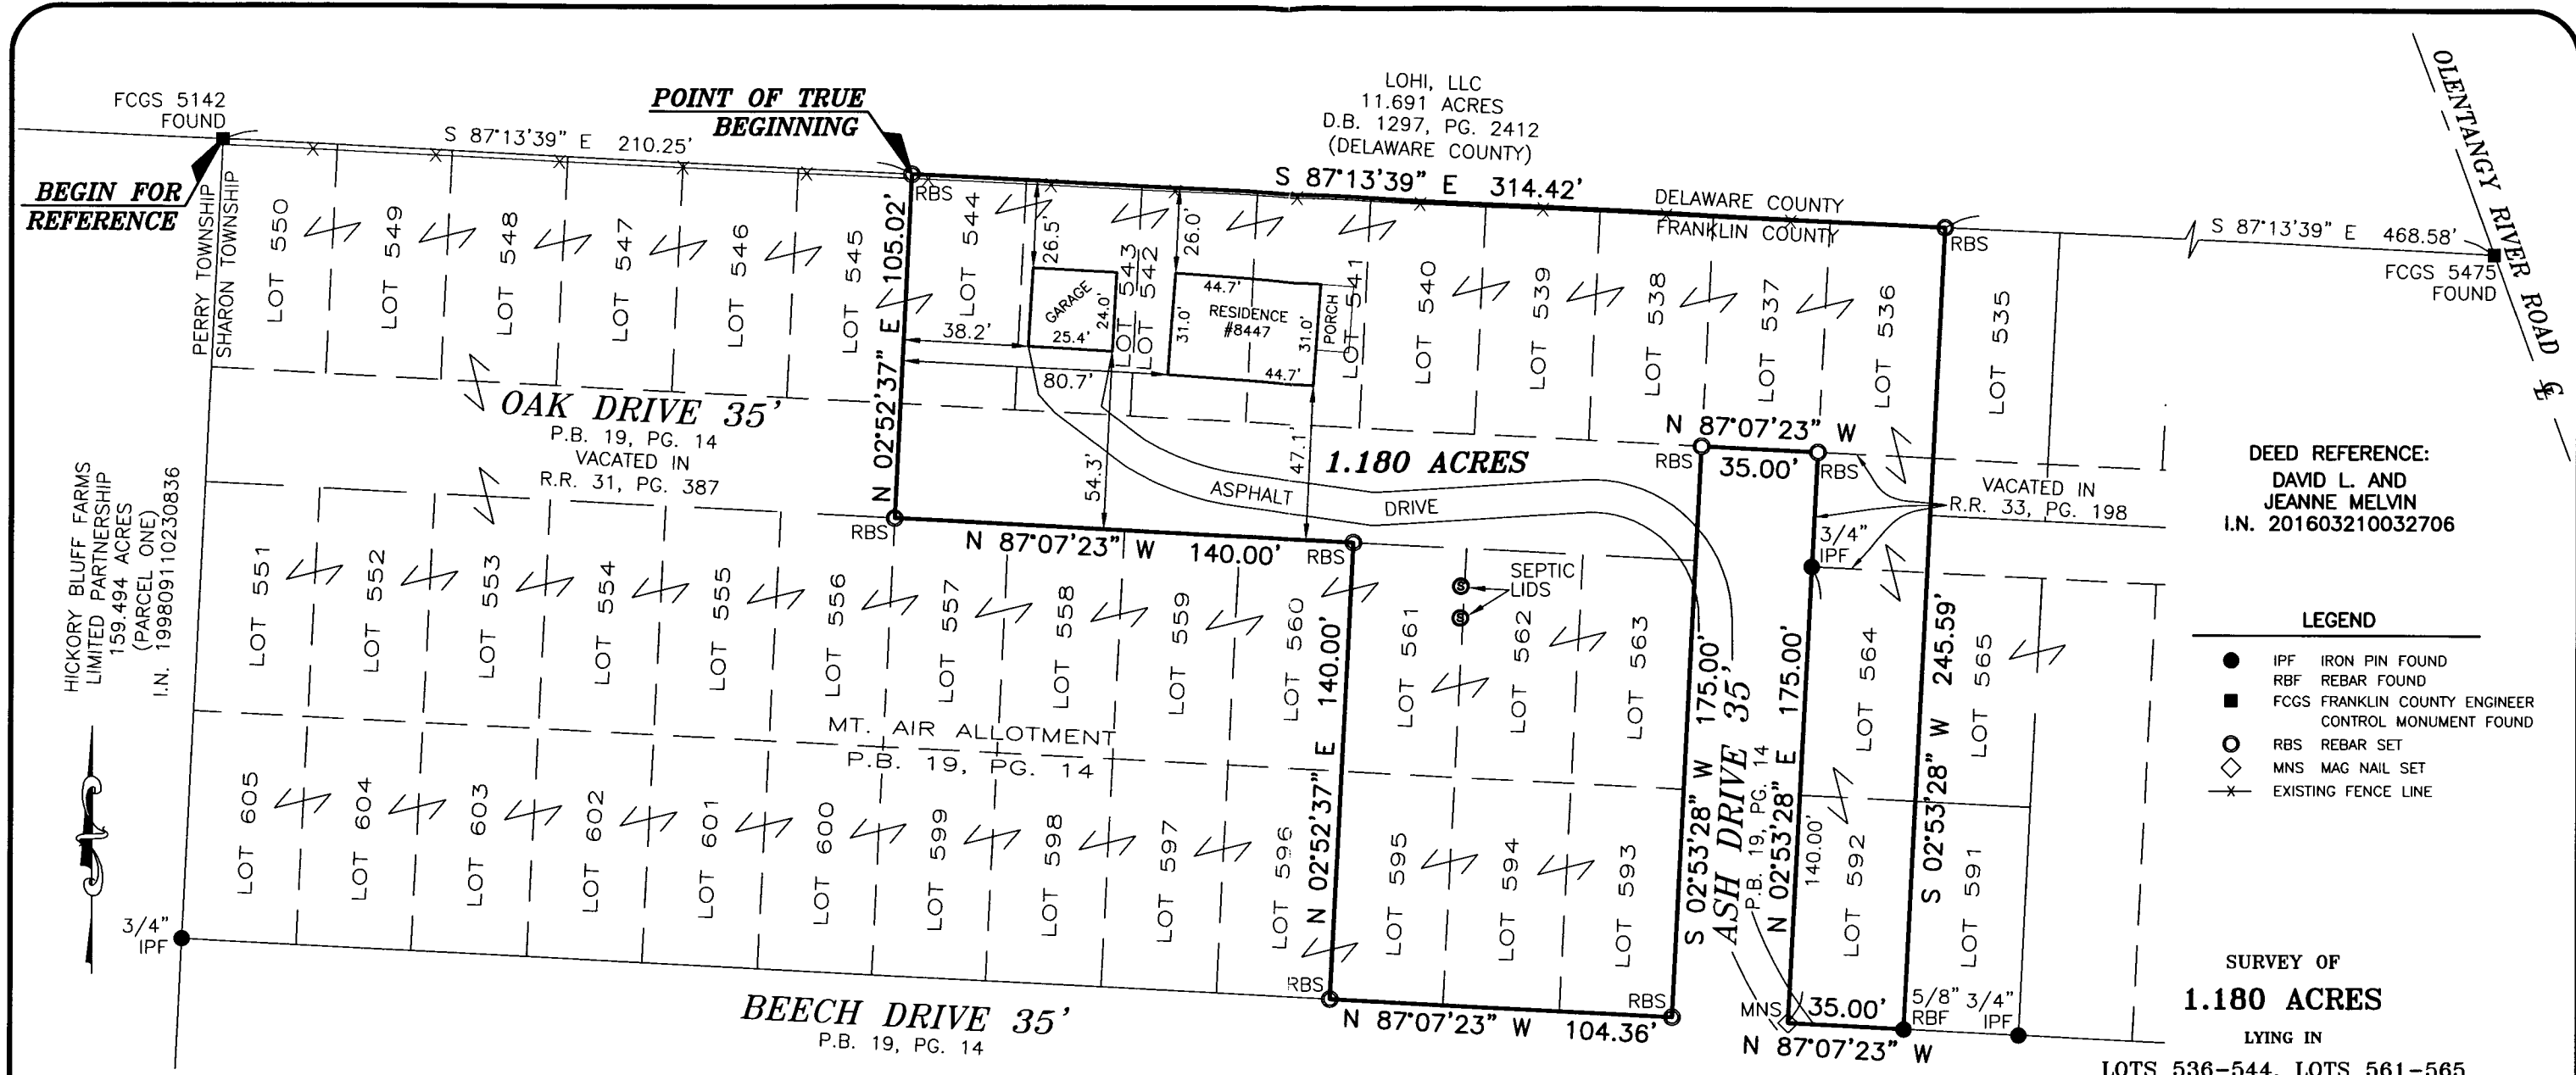 FCGS 5142
FOUND
BEGIN FOR
REFERENCE
S 87°13'39" E 210.25'
POINT OF TRUE
BEGINNING
RBS
LOHI, LLC
11.691 ACRES
D.B. 1297, PG. 2412
(DELAWARE COUNTY)
S 87°13'39" E 314.42'
DELAWARE COUNTY
FRANKLIN COUNTY
RBS
S 87°13'39" E 468.58'
FCGS 5475
FOUND
OLENTANGY RIVER ROAD ℄
PERRY TOWNSHIP
SHARON TOWNSHIP
LOT 550
LOT 549
LOT 548
LOT 547
LOT 546
LOT 545
N 02°52'37" E 105.02'
LOT 544
LOT 543
LOT 542
LOT 541
LOT 540
LOT 539
LOT 538
LOT 537
LOT 536
LOT 535
26.5'
GARAGE
24.0'
25.4'
38.2'
26.0'
44.7'
RESIDENCE
#8447
31.0'
31.0'
PORCH
44.7'
80.7'
54.3'
47.1'
OAK DRIVE 35'
P.B. 19, PG. 14
VACATED IN
R.R. 31, PG. 387
1.180 ACRES
ASPHALT DRIVE
N 87°07'23" W
35.00'
RBS
RBS
3/4"
IPF
VACATED IN
R.R. 33, PG. 198
DEED REFERENCE:
DAVID L. AND
JEANNE MELVIN
I.N. 201603210032706
HICKORY BLUFF FARMS
LIMITED PARTNERSHIP
159.494 ACRES
(PARCEL ONE)
I.N. 199809110230836
RBS
N 87°07'23" W 140.00'
RBS
LOT 551
LOT 552
LOT 553
LOT 554
LOT 555
LOT 556
LOT 557
LOT 558
LOT 559
LOT 560
N 02°52'37" E 140.00'
LOT 561
SEPTIC
LIDS
S
S
LOT 562
LOT 563
S 02°53'28" W 175.00'
ASH DRIVE 35'
P.B. 19, PG. 14
N 02°53'28" E 175.00'
140.00'
LOT 564
S 02°53'28" W 245.59'
LOT 565
MT. AIR ALLOTMENT
P.B. 19, PG. 14
LOT 605
LOT 604
LOT 603
LOT 602
LOT 601
LOT 600
LOT 599
LOT 598
LOT 597
LOT 596
LOT 595
LOT 594
LOT 593
LOT 592
LOT 591
3/4"
IPF
BEECH DRIVE 35'
P.B. 19, PG. 14
RBS
N 87°07'23" W 104.36'
RBS
MNS
35.00'
N 87°07'23" W
5/8"
RBF
3/4"
IPF
LEGEND
IPF IRON PIN FOUND
RBF REBAR FOUND
FCGS FRANKLIN COUNTY ENGINEER
CONTROL MONUMENT FOUND
RBS REBAR SET
MNS MAG NAIL SET
EXISTING FENCE LINE
SURVEY OF
1.180 ACRES
LYING IN
LOTS 536-544, LOTS 561-565